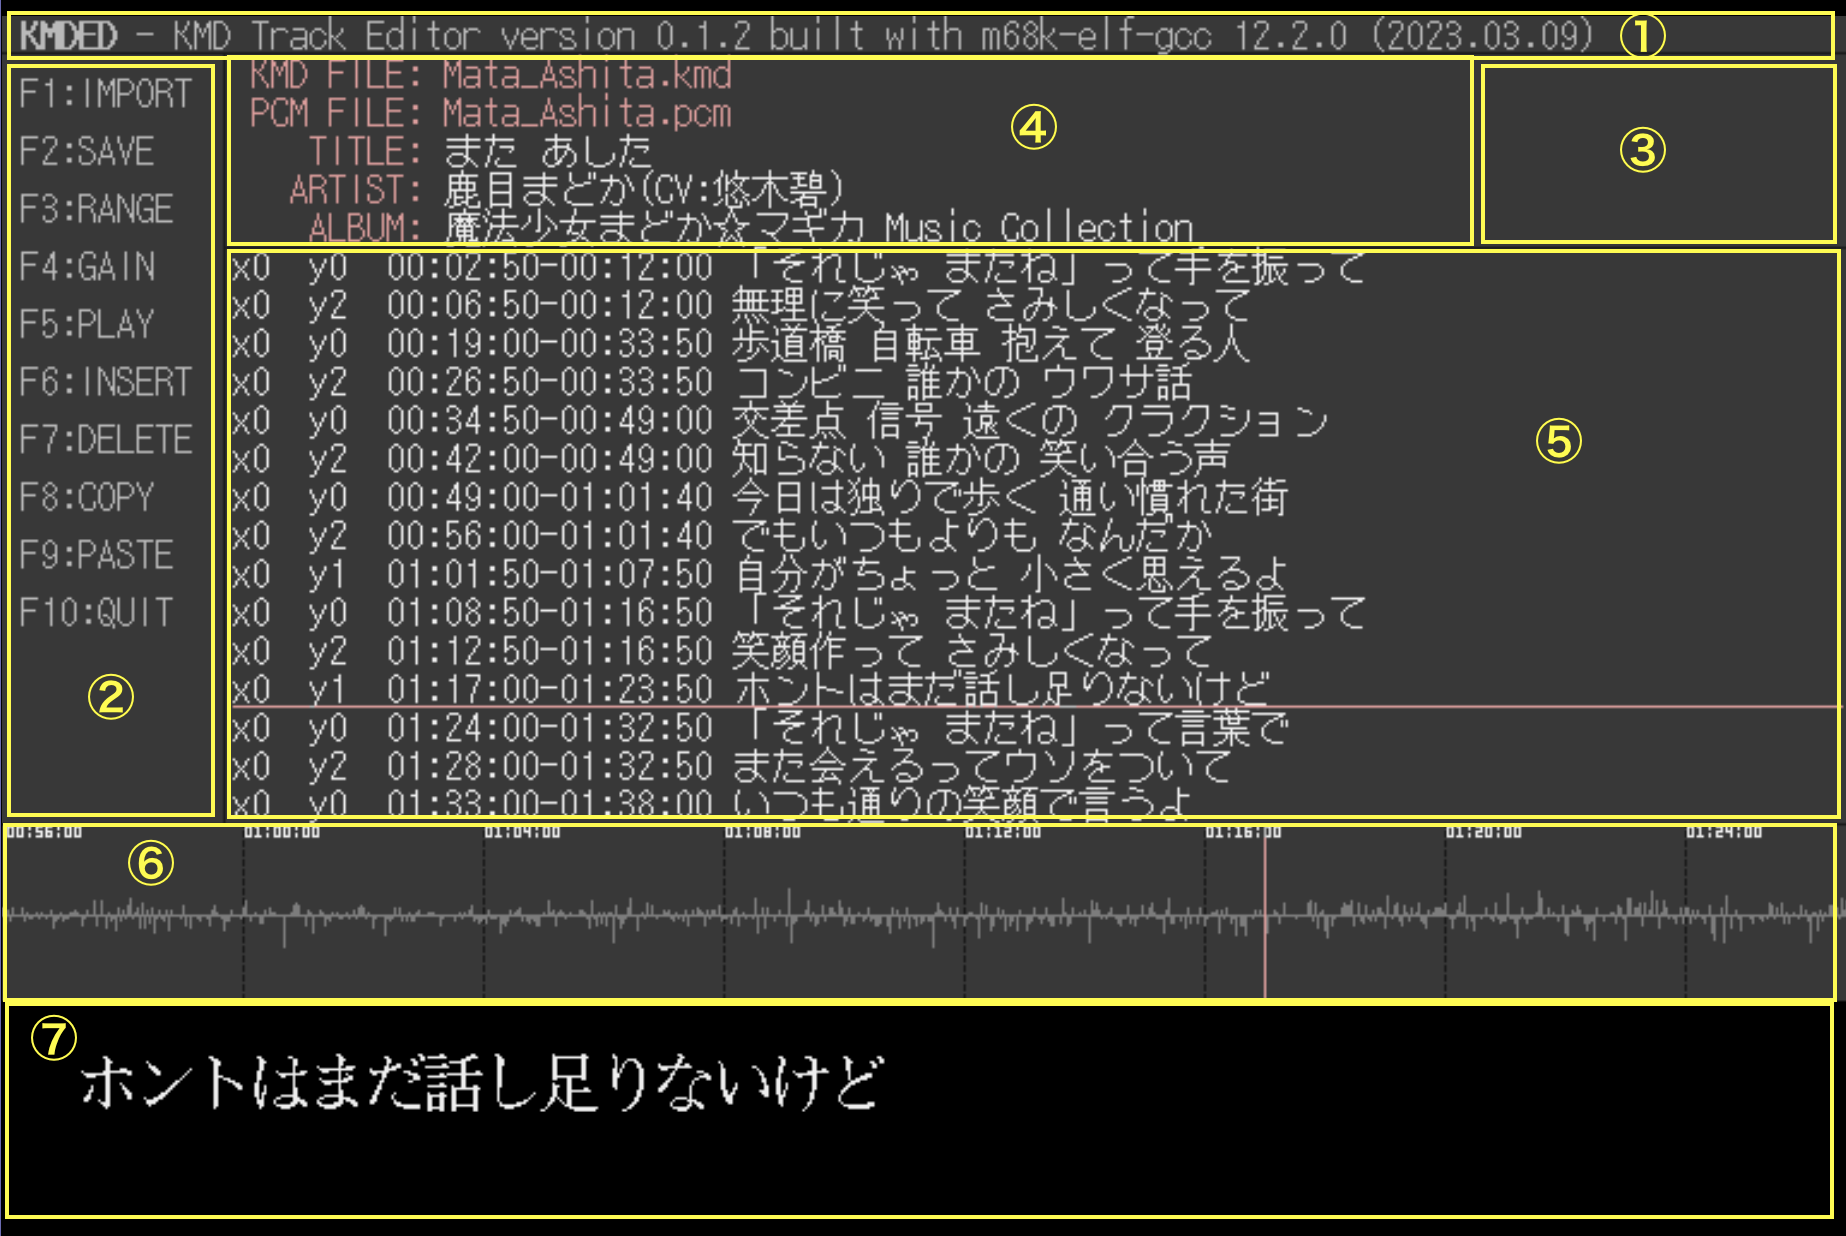 KMDED - KMD Track Editor version 0.1.2 built with m68k-elf-gcc 12.2.0 (2023.03.09) ①
F1:IMPORT
F2:SAVE
F3:RANGE
F4:GAIN
F5:PLAY
F6:INSERT
F7:DELETE
F8:COPY
F9:PASTE
F10:QUIT
②
③
KMD FILE: Mata_Ashita.kmd
PCM FILE: Mata_Ashita.pcm
④
TITLE: また あした
ARTIST: 鹿目まどか(CV:悠木碧)
ALBUM: 魔法少女まどか☆マギカ Music Collection
x0 y0 00:02:50-00:12:00 「それじゃ またね」って手を振って
x0 y2 00:06:50-00:12:00 無理に笑って さみしくなって
x0 y0 00:19:00-00:33:50 歩道橋 自転車 抱えて 登る人
x0 y2 00:26:50-00:33:50 コンビニ 誰かの ウワサ話
x0 y0 00:34:50-00:49:00 交差点 信号 遠くの クラクション
⑤
x0 y2 00:42:00-00:49:00 知らない 誰かの 笑い合う声
x0 y0 00:49:00-01:01:40 今日は独りで歩く 通い慣れた街
x0 y2 00:56:00-01:01:40 でもいつもよりも なんだか
x0 y1 01:01:50-01:07:50 自分がちょっと 小さく思えるよ
x0 y0 01:08:50-01:16:50 「それじゃ またね」って手を振って
x0 y2 01:12:50-01:16:50 笑顔作って さみしくなって
x0 y1 01:17:00-01:23:50 ホントはまだ話し足りないけど
x0 y0 01:24:00-01:32:50 「それじゃ またね」って言葉で
x0 y2 01:28:00-01:32:50 また会えるってウソをついて
x0 y0 01:33:00-01:38:00 いつも通りの笑顔で言うよ
00:56:00 01:00:00 01:04:00 01:08:00 01:12:00 01:16:00 01:20:00 01:24:00
⑥
⑦
ホントはまだ話し足りないけど